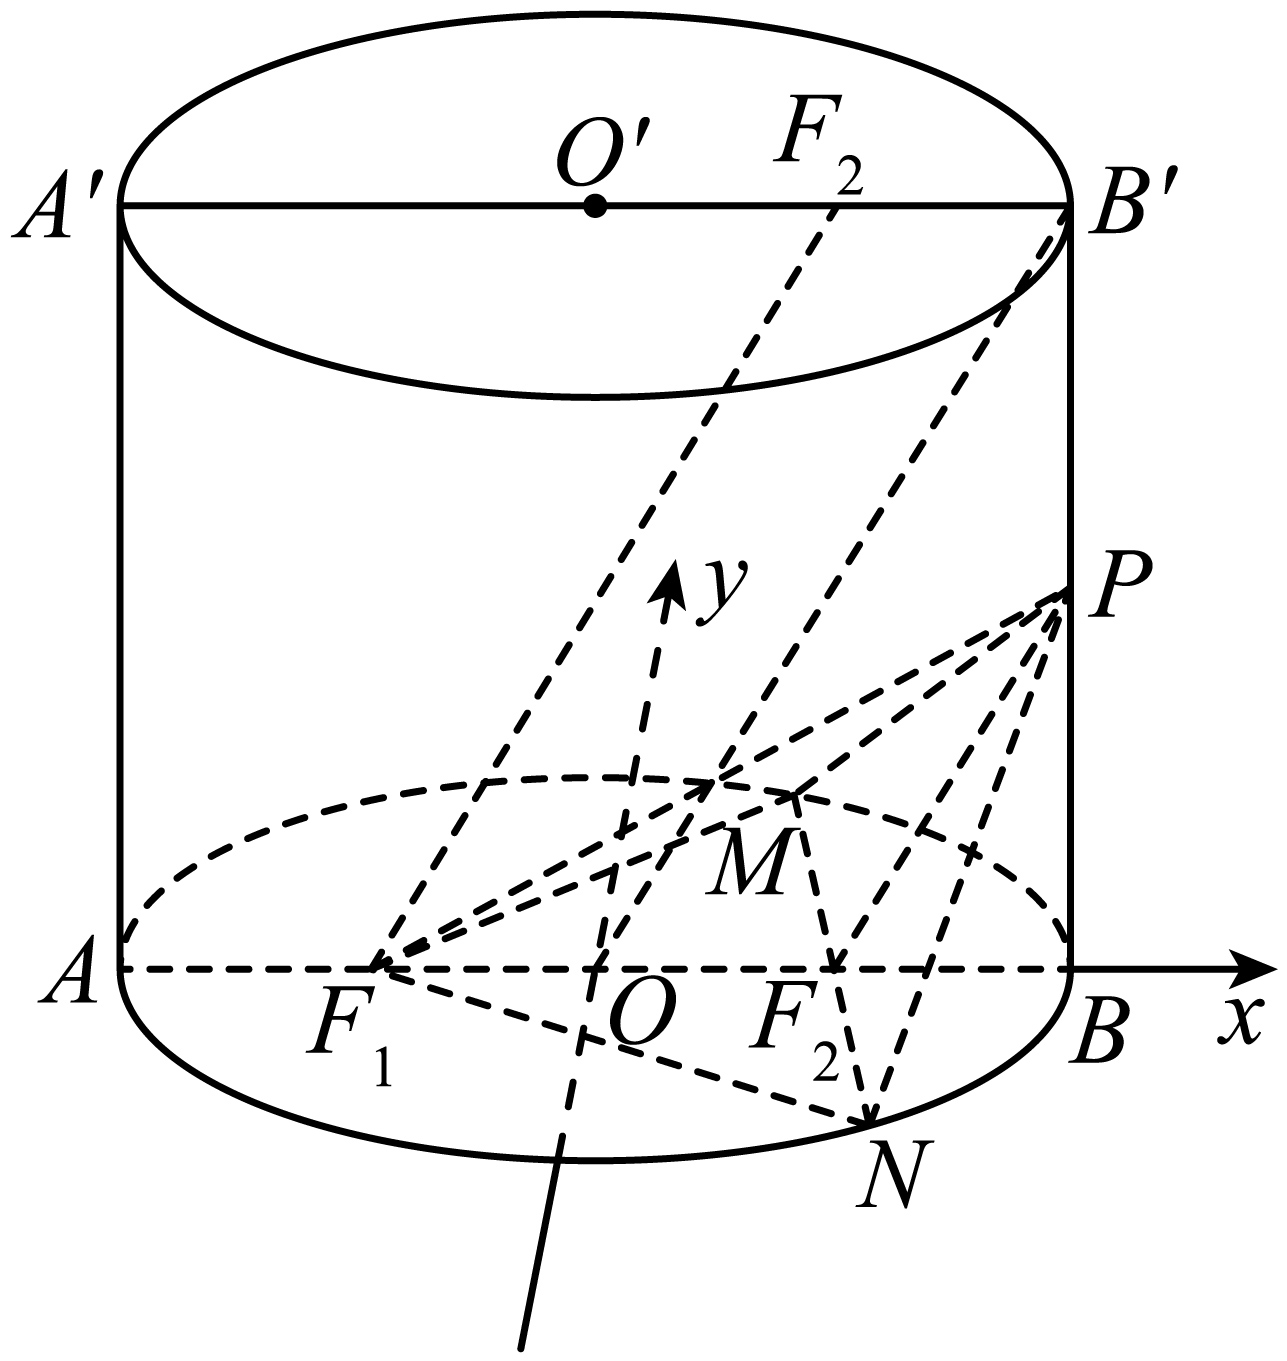 O′ F₂
A′ B′
y P
M
A F₁ O F₂ B x
N